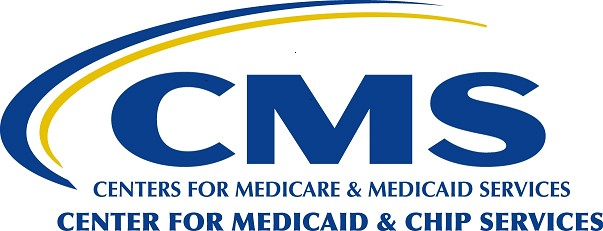 CMS
CENTERS FOR MEDICARE & MEDICAID SERVICES
CENTER FOR MEDICAID & CHIP SERVICES